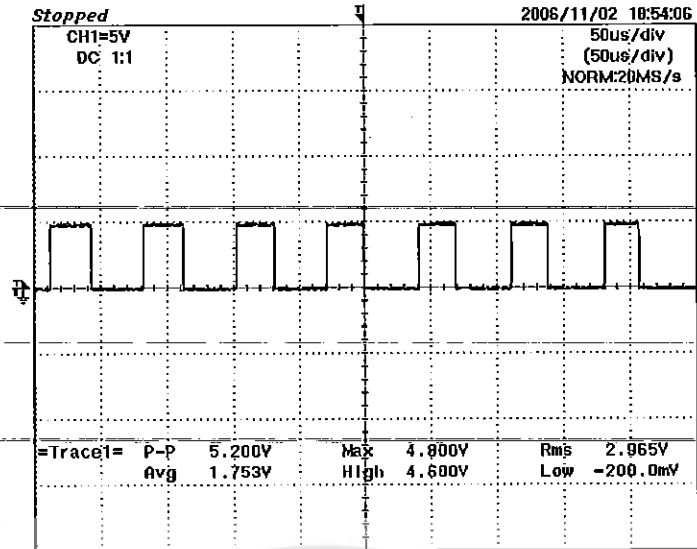 Stopped 2006/11/02 10:54:06
CH1=5V 50us/div
DC 1:1 (50us/div)
NORM:20MS/s
=Trace1= P-P 5.200V Max 4.800V Rms 2.965V
Avg 1.753V High 4.600V Low -200.0mV